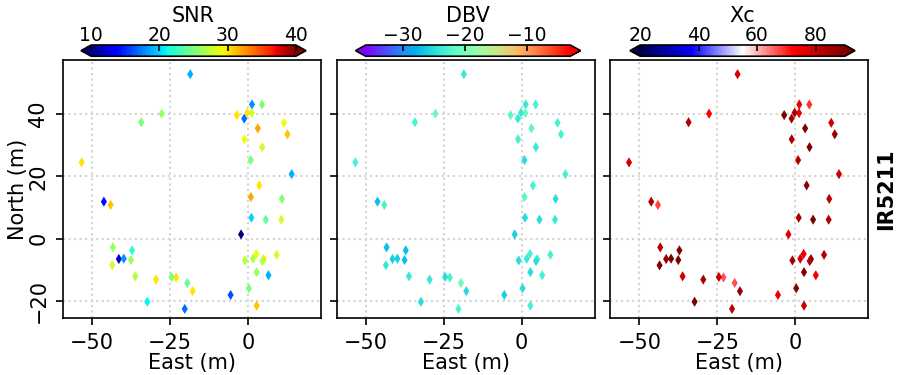 SNR DBV Xc
10 20 30 40 −30 −20 −10 20 40 60 80
40
20
0
−20
North (m)
IR5211
−50 −25 0 −50 −25 0 −50 −25 0
East (m) East (m) East (m)